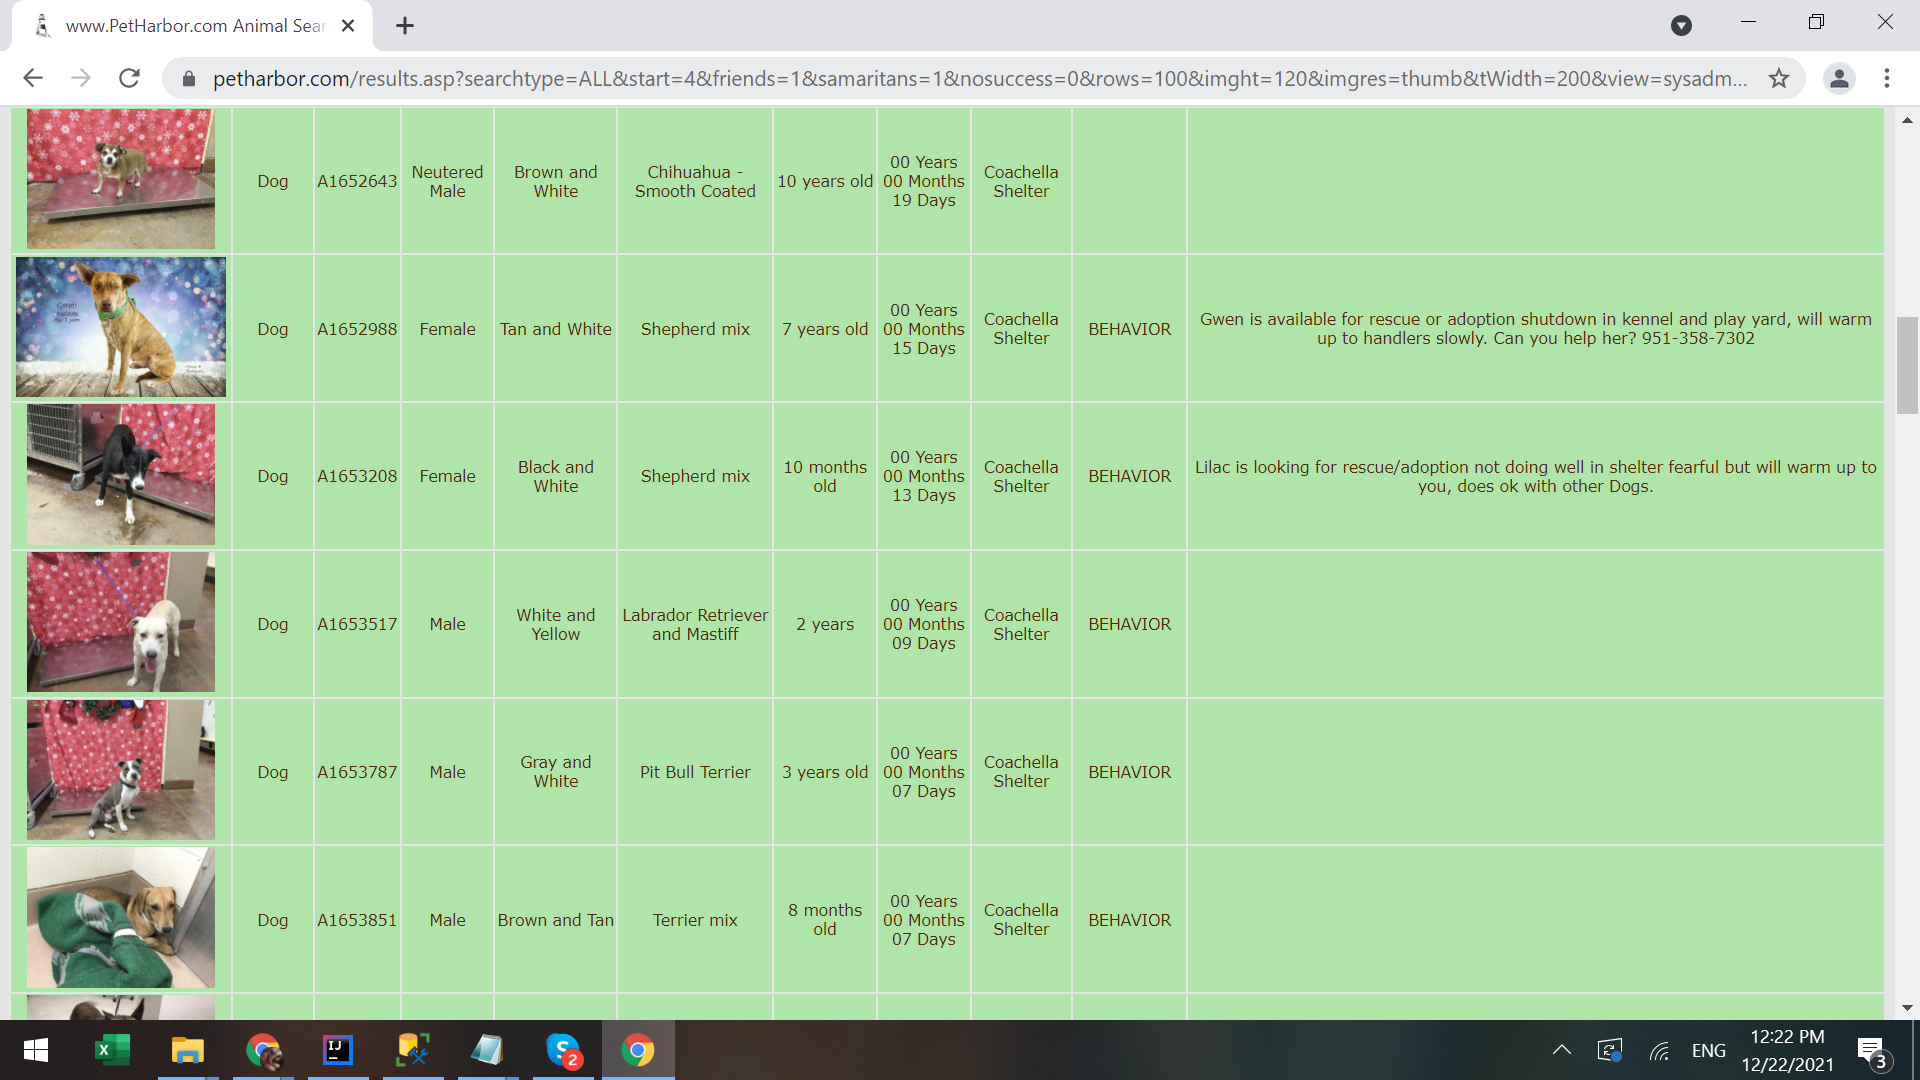 www.PetHarbor.com Animal Sear
petharbor.com/results.asp?searchtype=ALL&start=4&friends=1&samaritans=1&nosuccess=0&rows=100&imght=120&imgres=thumb&tWidth=200&view=sysadm...
Dog
A1652643
Neutered
Male
Brown and
White
Chihuahua -
Smooth Coated
10 years old
00 Years
00 Months
19 Days
Coachella
Shelter
Dog
A1652988
Female
Tan and White
Shepherd mix
7 years old
00 Years
00 Months
15 Days
Coachella
Shelter
BEHAVIOR
Gwen is available for rescue or adoption shutdown in kennel and play yard, will warm
up to handlers slowly. Can you help her? 951-358-7302
Dog
A1653208
Female
Black and
White
Shepherd mix
10 months
old
00 Years
00 Months
13 Days
Coachella
Shelter
BEHAVIOR
Lilac is looking for rescue/adoption not doing well in shelter fearful but will warm up to
you, does ok with other Dogs.
Dog
A1653517
Male
White and
Yellow
Labrador Retriever
and Mastiff
2 years
00 Years
00 Months
09 Days
Coachella
Shelter
BEHAVIOR
Dog
A1653787
Male
Gray and
White
Pit Bull Terrier
3 years old
00 Years
00 Months
07 Days
Coachella
Shelter
BEHAVIOR
Dog
A1653851
Male
Brown and Tan
Terrier mix
8 months
old
00 Years
00 Months
07 Days
Coachella
Shelter
BEHAVIOR
IJ
2
ENG
12:22 PM
12/22/2021
3